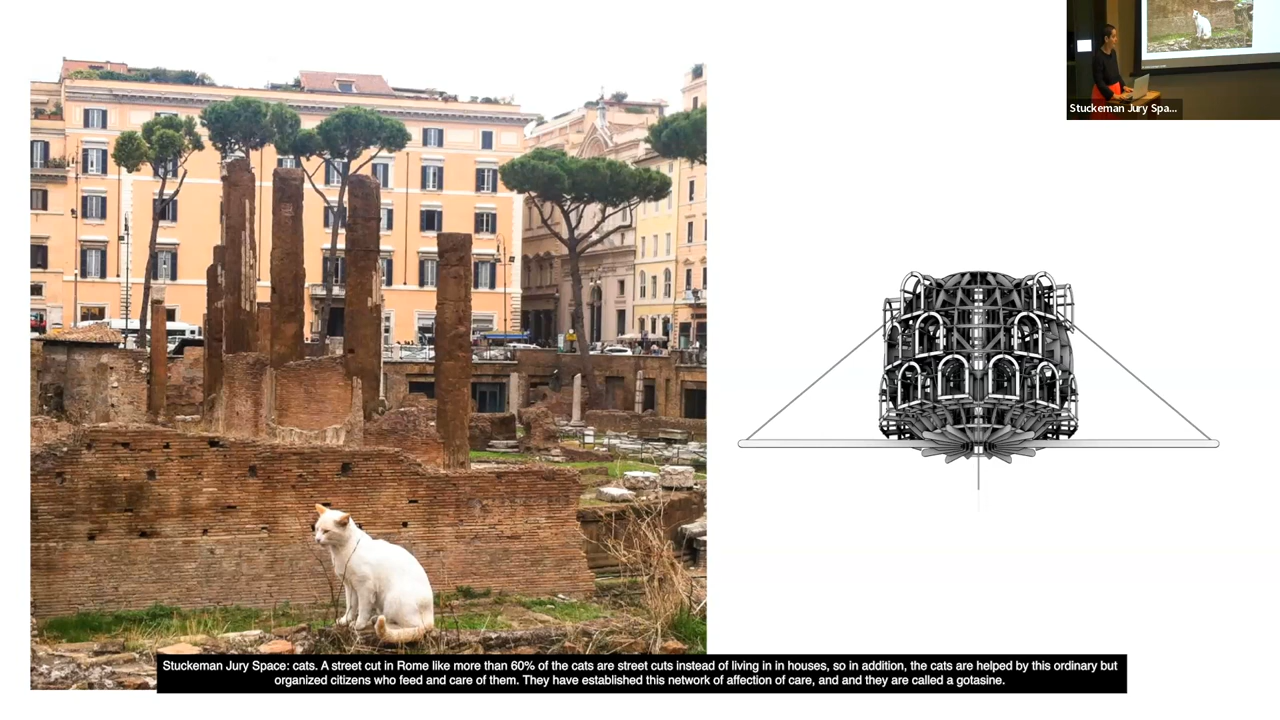 Stuckeman Jury Spa...
Stuckeman Jury Space: cats. A street cut in Rome like more than 60% of the cats are street cuts instead of living in in houses, so in addition, the cats are helped by this ordinary but
organized citizens who feed and care of them. They have established this network of affection of care, and and they are called a gotasine.